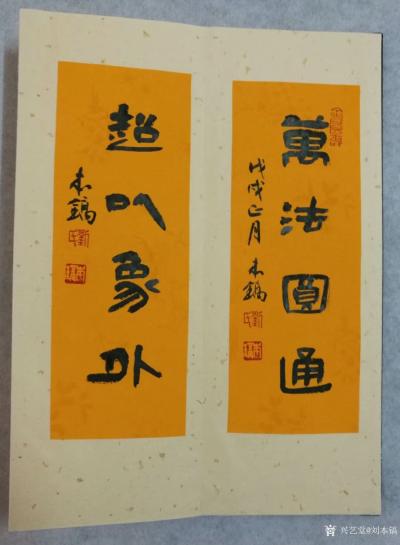 萬法圓通
戊戌正月 本鎬
超以象外
本鎬
兴艺堂@刘本镐